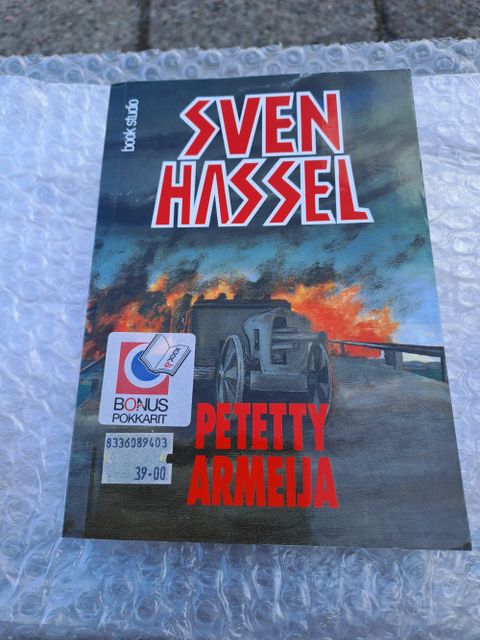 book studio
SVEN
HASSEL
BONUS
POKKARIT
8336089403
39-00
PETETTY
ARMEIJA